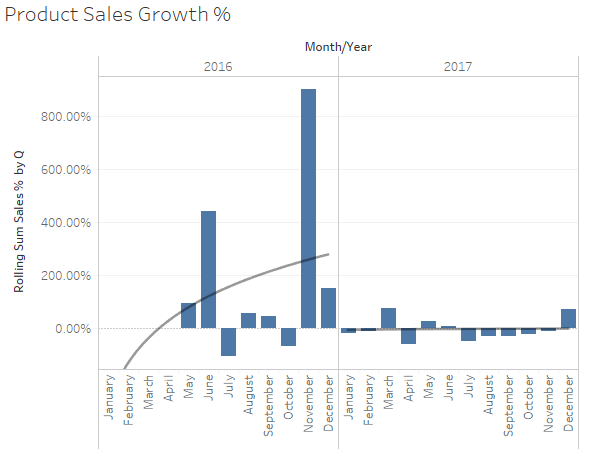 Product Sales Growth %
Month/Year
2016 2017
Rolling Sum Sales % by Q
800.00%
600.00%
400.00%
200.00%
0.00%
January
February
March
April
May
June
July
August
September
October
November
December
January
February
March
April
May
June
July
August
September
October
November
December